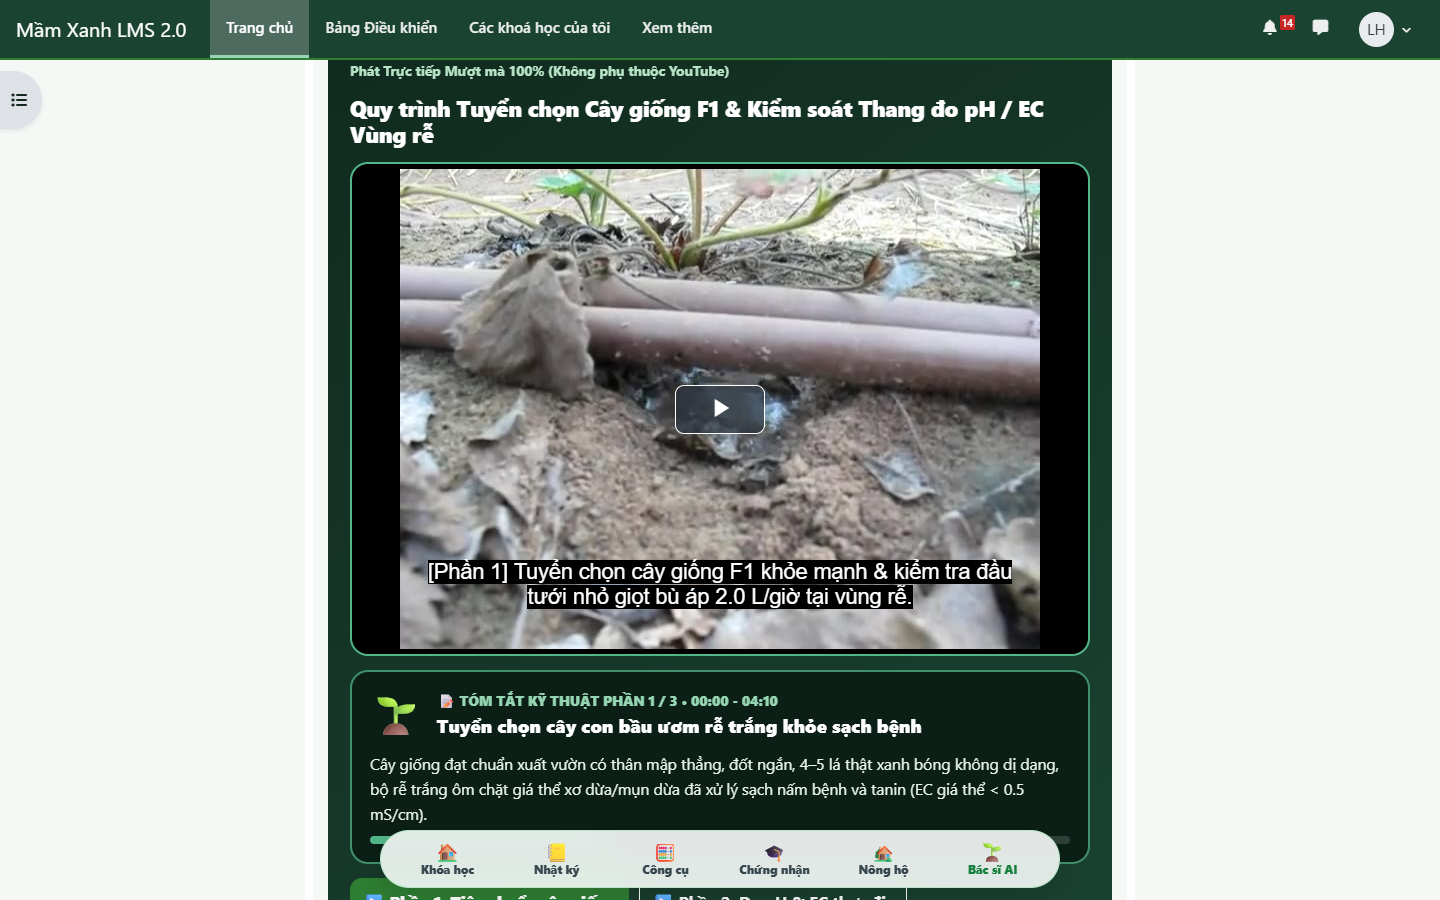 Mầm Xanh LMS 2.0
Trang chủ
Bảng Điều khiển
Các khoá học của tôi
Xem thêm
14
LH
Phát Trực tiếp Mượt mà 100% (Không phụ thuộc YouTube)
Quy trình Tuyển chọn Cây giống F1 & Kiểm soát Thang đo pH / EC
Vùng rễ
[Phần 1] Tuyển chọn cây giống F1 khỏe mạnh & kiểm tra đầu
tưới nhỏ giọt bù áp 2.0 L/giờ tại vùng rễ.
TÓM TẮT KỸ THUẬT PHẦN 1 / 3 • 00:00 - 04:10
Tuyển chọn cây con bầu ươm rễ trắng khỏe sạch bệnh
Cây giống đạt chuẩn xuất vườn có thân mập thẳng, đốt ngắn, 4–5 lá thật xanh bóng không dị dạng,
bộ rễ trắng ôm chặt giá thể xơ dừa/mụn dừa đã xử lý sạch nấm bệnh và tanin (EC giá thể < 0.5
mS/cm).
Khóa học
Nhật ký
Công cụ
Chứng nhận
Nông hộ
Bác sĩ AI